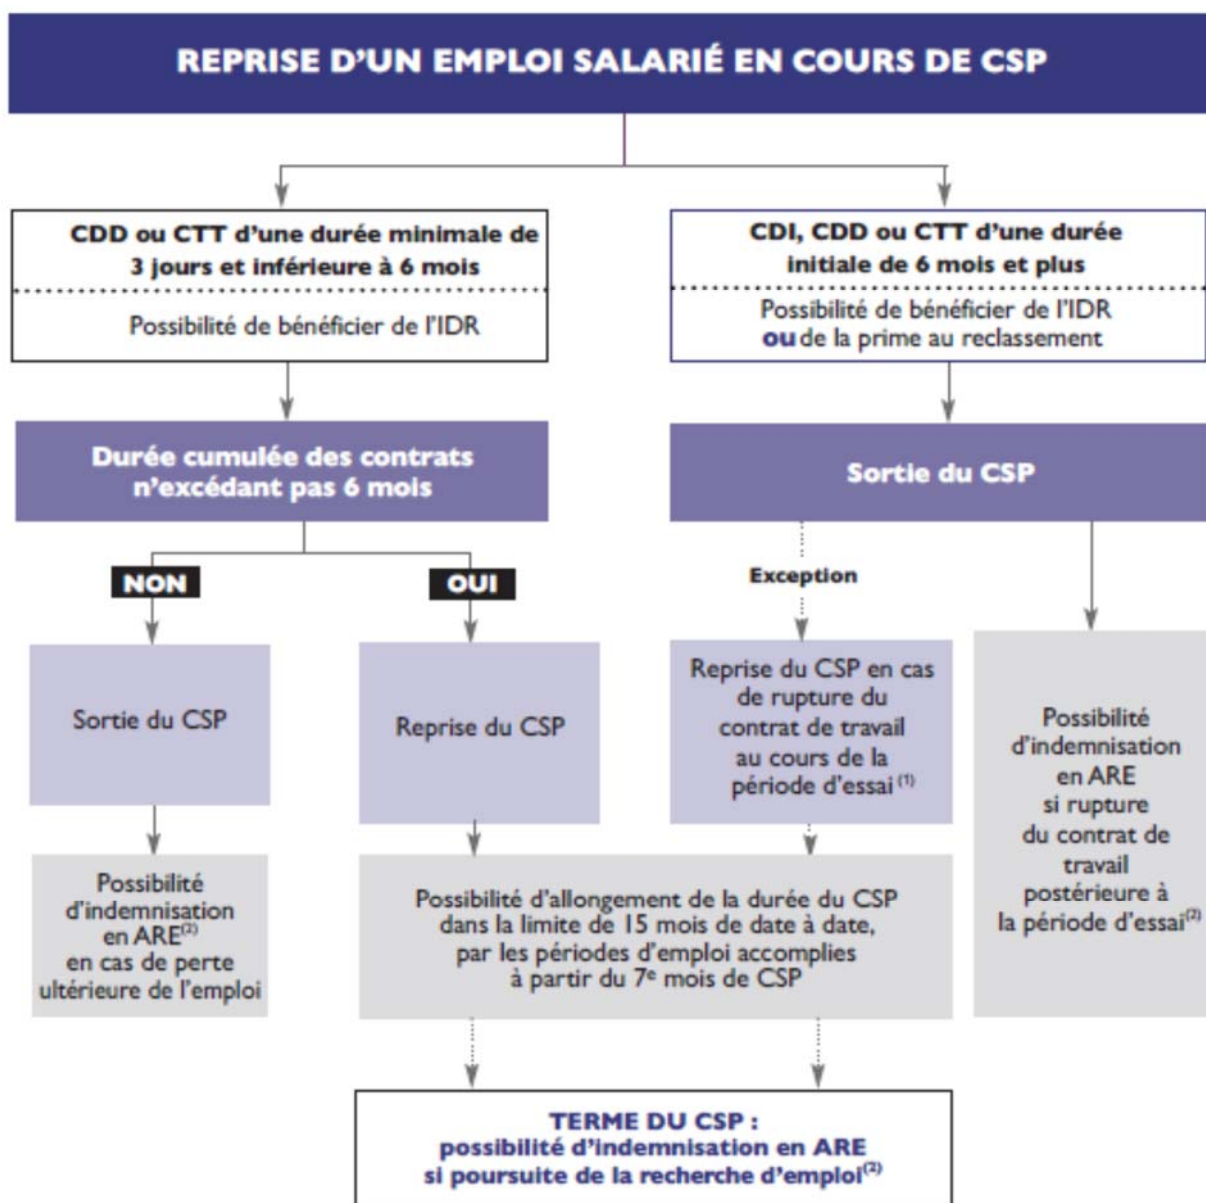 REPRISE D'UN EMPLOI SALARIÉ EN COURS DE CSP
CDD ou CTT d'une durée minimale de
3 jours et inférieure à 6 mois
Possibilité de bénéficier de l'IDR
CDI, CDD ou CTT d'une durée
initiale de 6 mois et plus
Possibilité de bénéficier de l'IDR
ou de la prime au reclassement
Durée cumulée des contrats
n'excédant pas 6 mois
Sortie du CSP
NON
OUI
Exception
Sortie du CSP
Reprise du CSP
Reprise du CSP en cas
de rupture du
contrat de travail
au cours de la
période d'essai (1)
Possibilité
d'indemnisation
en ARE
si rupture
du contrat de
travail
postérieure à
la période d'essai(2)
Possibilité
d'indemnisation
en ARE(2)
en cas de perte
ultérieure de l'emploi
Possibilité d'allongement de la durée du CSP
dans la limite de 15 mois de date à date,
par les périodes d'emploi accomplies
à partir du 7e mois de CSP
TERME DU CSP :
possibilité d'indemnisation en ARE
si poursuite de la recherche d'emploi(2)